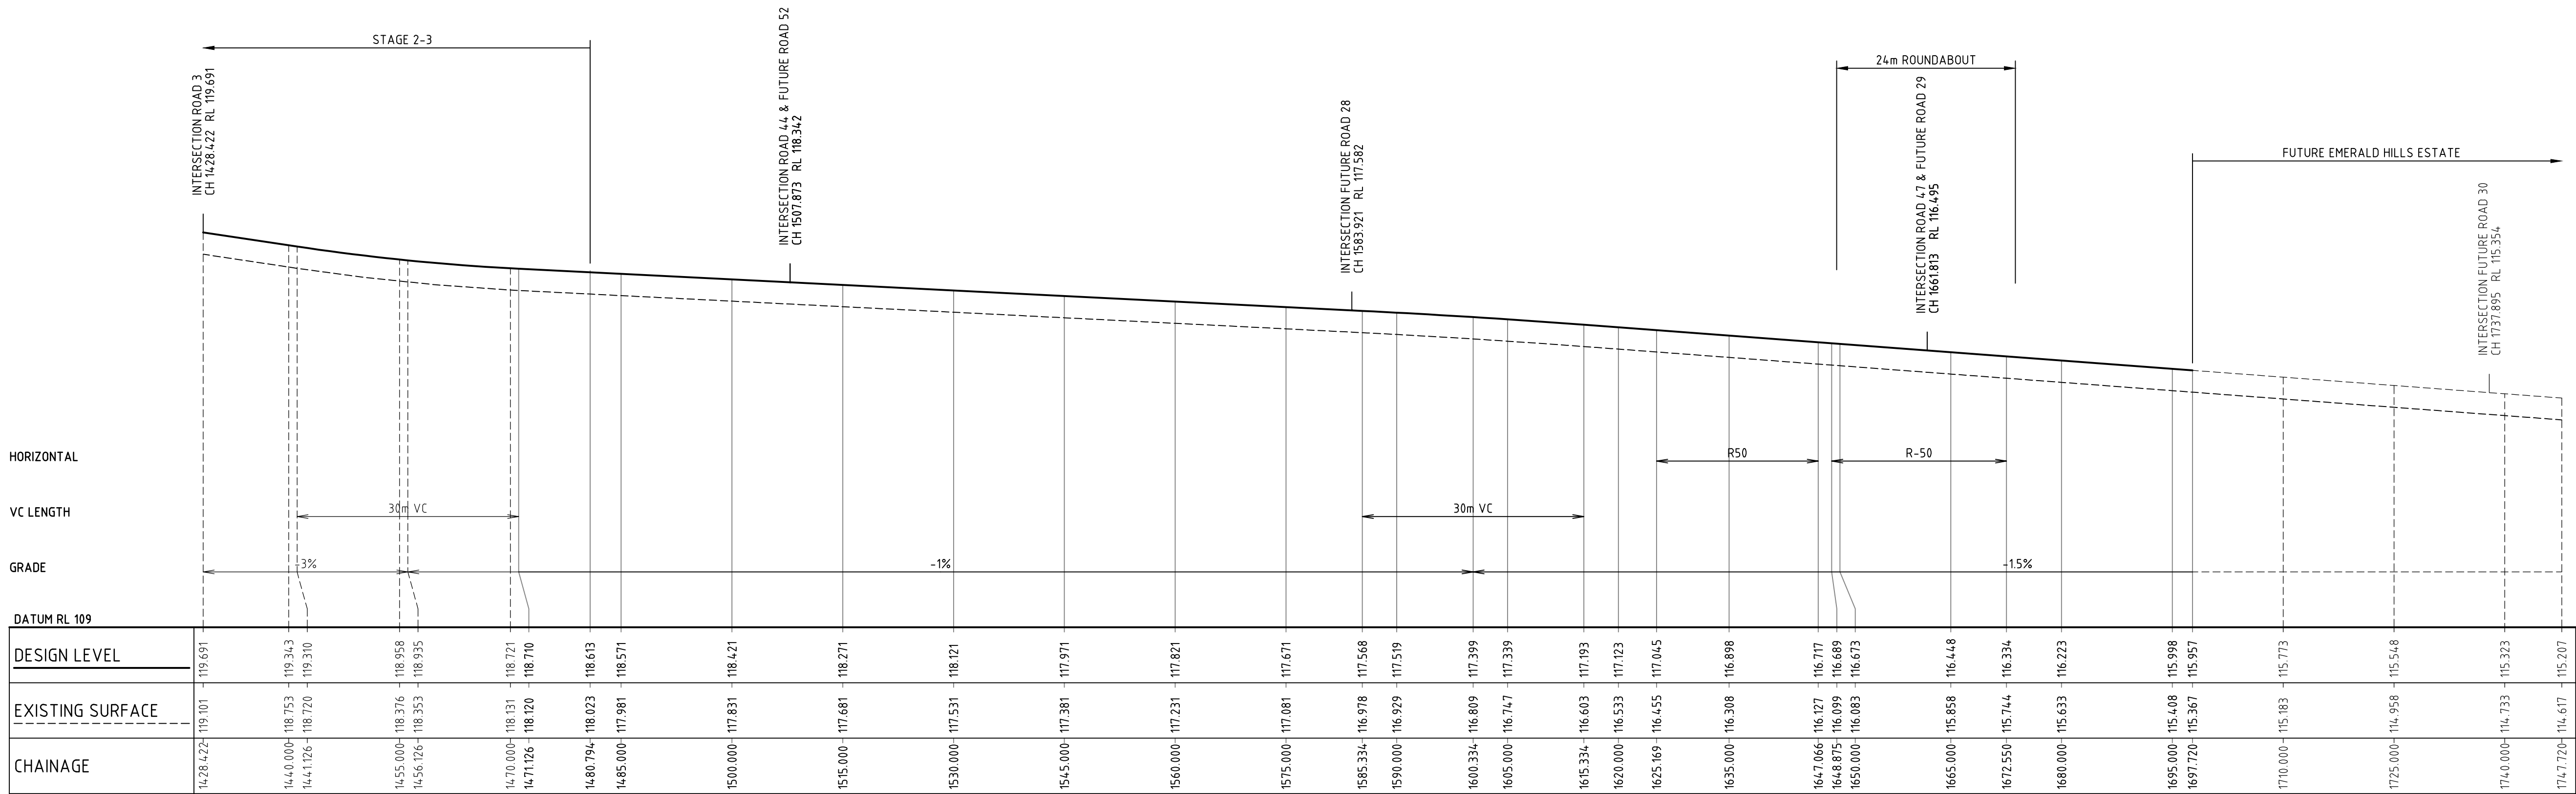 STAGE 2-3
INTERSECTION ROAD 3
CH 1428.422 RL 119.691
INTERSECTION ROAD 44 & FUTURE ROAD 52
CH 1507.873 RL 118.342
INTERSECTION FUTURE ROAD 28
CH 1583.921 RL 117.582
24m ROUNDABOUT
INTERSECTION ROAD 47 & FUTURE ROAD 29
CH 1661.813 RL 116.495
FUTURE EMERALD HILLS ESTATE
INTERSECTION FUTURE ROAD 30
CH 1737.895 RL 115.354
HORIZONTAL
R50
R-50
VC LENGTH
30m VC
30m VC
GRADE
-3%
-1%
-1.5%
DATUM RL 109
DESIGN LEVEL
119.691 119.343 119.310 118.958 118.935 118.721 118.710 118.613 118.571 118.421 118.271 118.121 117.971 117.821 117.671 117.568 117.519 117.399 117.339 117.193 117.123 117.045 116.898 116.717 116.689 116.673 116.448 116.334 116.223 115.998 115.957 115.773 115.548 115.323 115.207
EXISTING SURFACE
119.101 118.753 118.720 118.376 118.353 118.131 118.120 118.023 117.981 117.831 117.681 117.531 117.381 117.231 117.081 116.978 116.929 116.809 116.747 116.603 116.533 116.455 116.308 116.127 116.099 116.083 115.858 115.744 115.633 115.408 115.367 115.183 114.958 114.733 114.617
CHAINAGE
1428.422 1440.000 1441.126 1455.000 1456.126 1470.000 1471.126 1480.794 1485.000 1500.000 1515.000 1530.000 1545.000 1560.000 1575.000 1585.334 1590.000 1600.334 1605.000 1615.334 1620.000 1625.169 1635.000 1647.066 1648.875 1650.000 1665.000 1672.550 1680.000 1695.000 1697.720 1710.000 1725.000 1740.000 1747.720